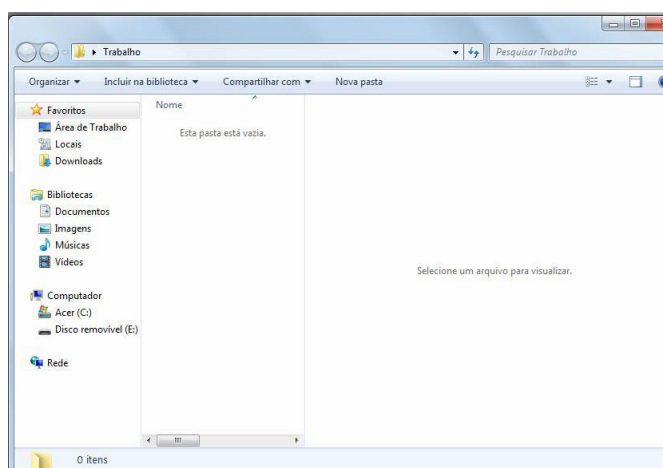 Trabalho
Pesquisar Trabalho
Organizar Incluir na biblioteca Compartilhar com Nova pasta
Favoritos
Área de Trabalho
Locais
Downloads
Bibliotecas
Documentos
Imagens
Músicas
Vídeos
Computador
Acer (C:)
Disco removível (E:)
Rede
Nome
Esta pasta está vazia.
Selecione um arquivo para visualizar.
0 itens